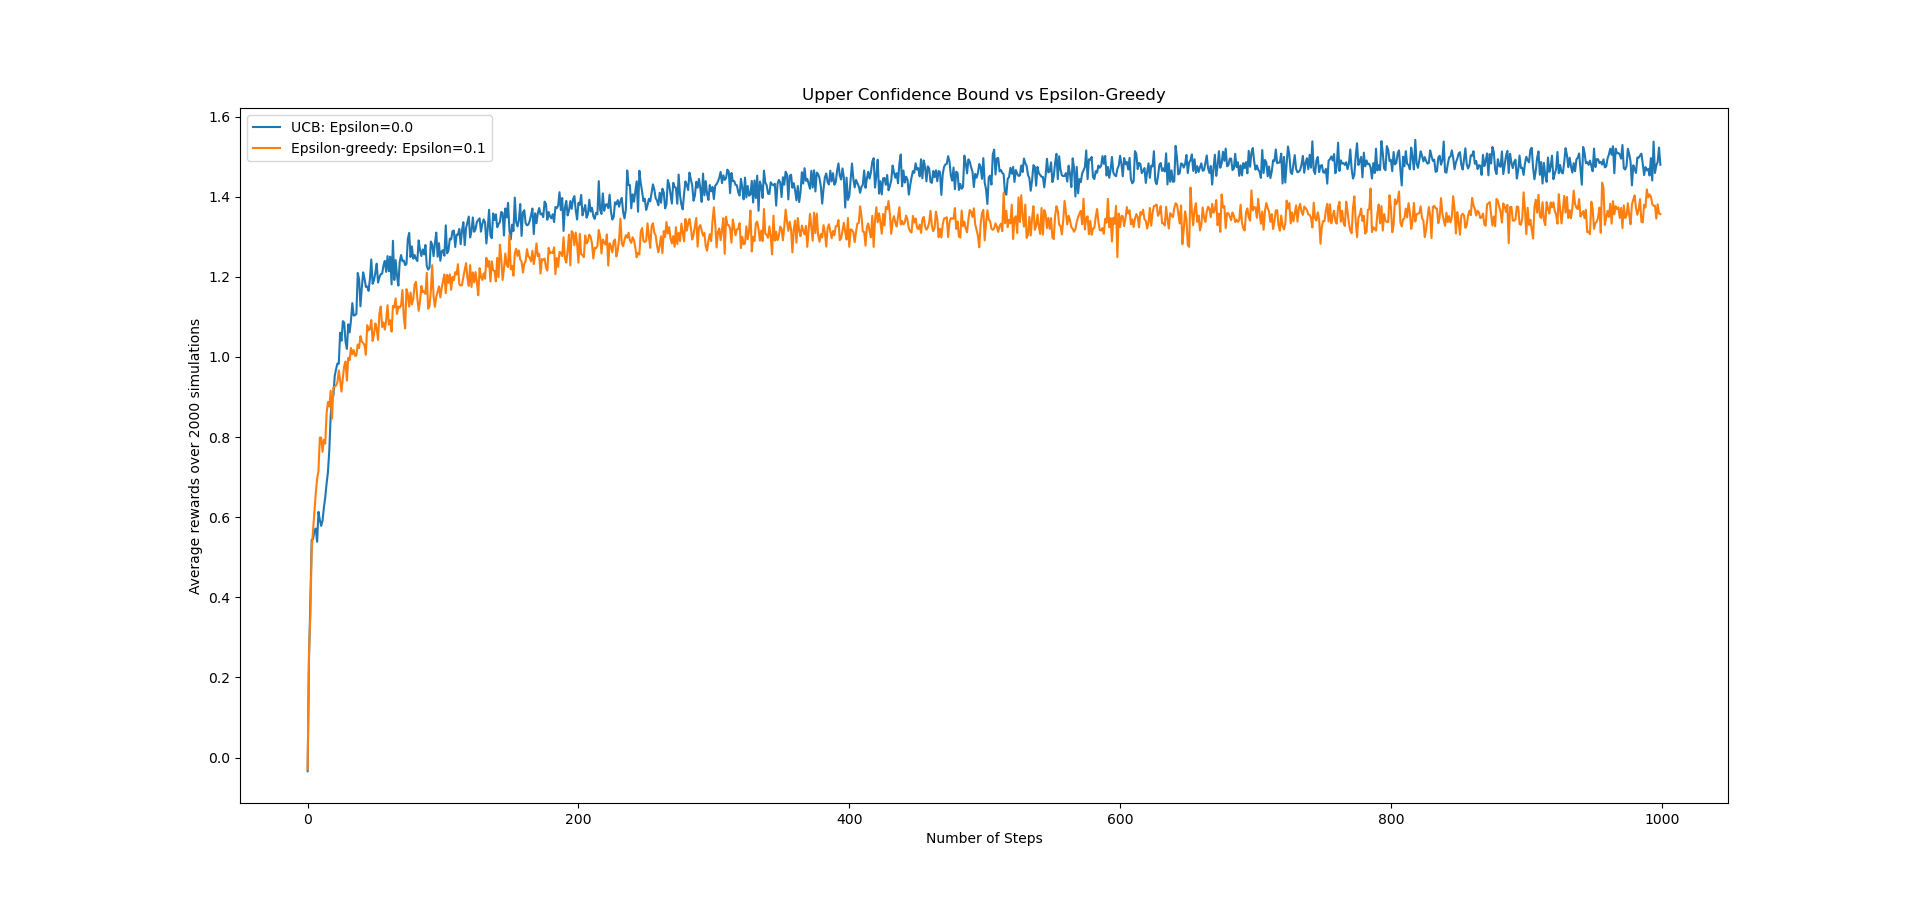 Upper Confidence Bound vs Epsilon-Greedy
UCB: Epsilon=0.0
Epsilon-greedy: Epsilon=0.1
Average rewards over 2000 simulations
1.6
1.4
1.2
1.0
0.8
0.6
0.4
0.2
0.0
0 200 400 600 800 1000
Number of Steps